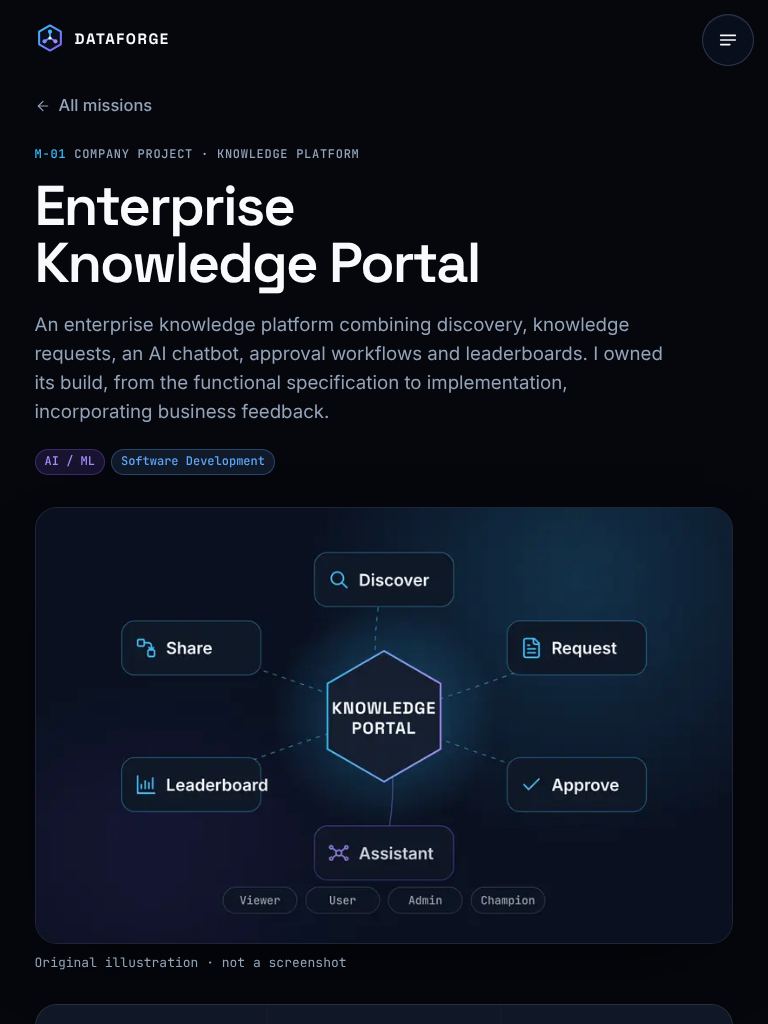 DATAFORGE
All missions
M-01 COMPANY PROJECT · KNOWLEDGE PLATFORM
Enterprise
Knowledge Portal
An enterprise knowledge platform combining discovery, knowledge
requests, an AI chatbot, approval workflows and leaderboards. I owned
its build, from the functional specification to implementation,
incorporating business feedback.
AI / ML
Software Development
Discover
Share
Request
KNOWLEDGE
PORTAL
Leaderboard
Approve
Assistant
Viewer
User
Admin
Champion
Original illustration · not a screenshot